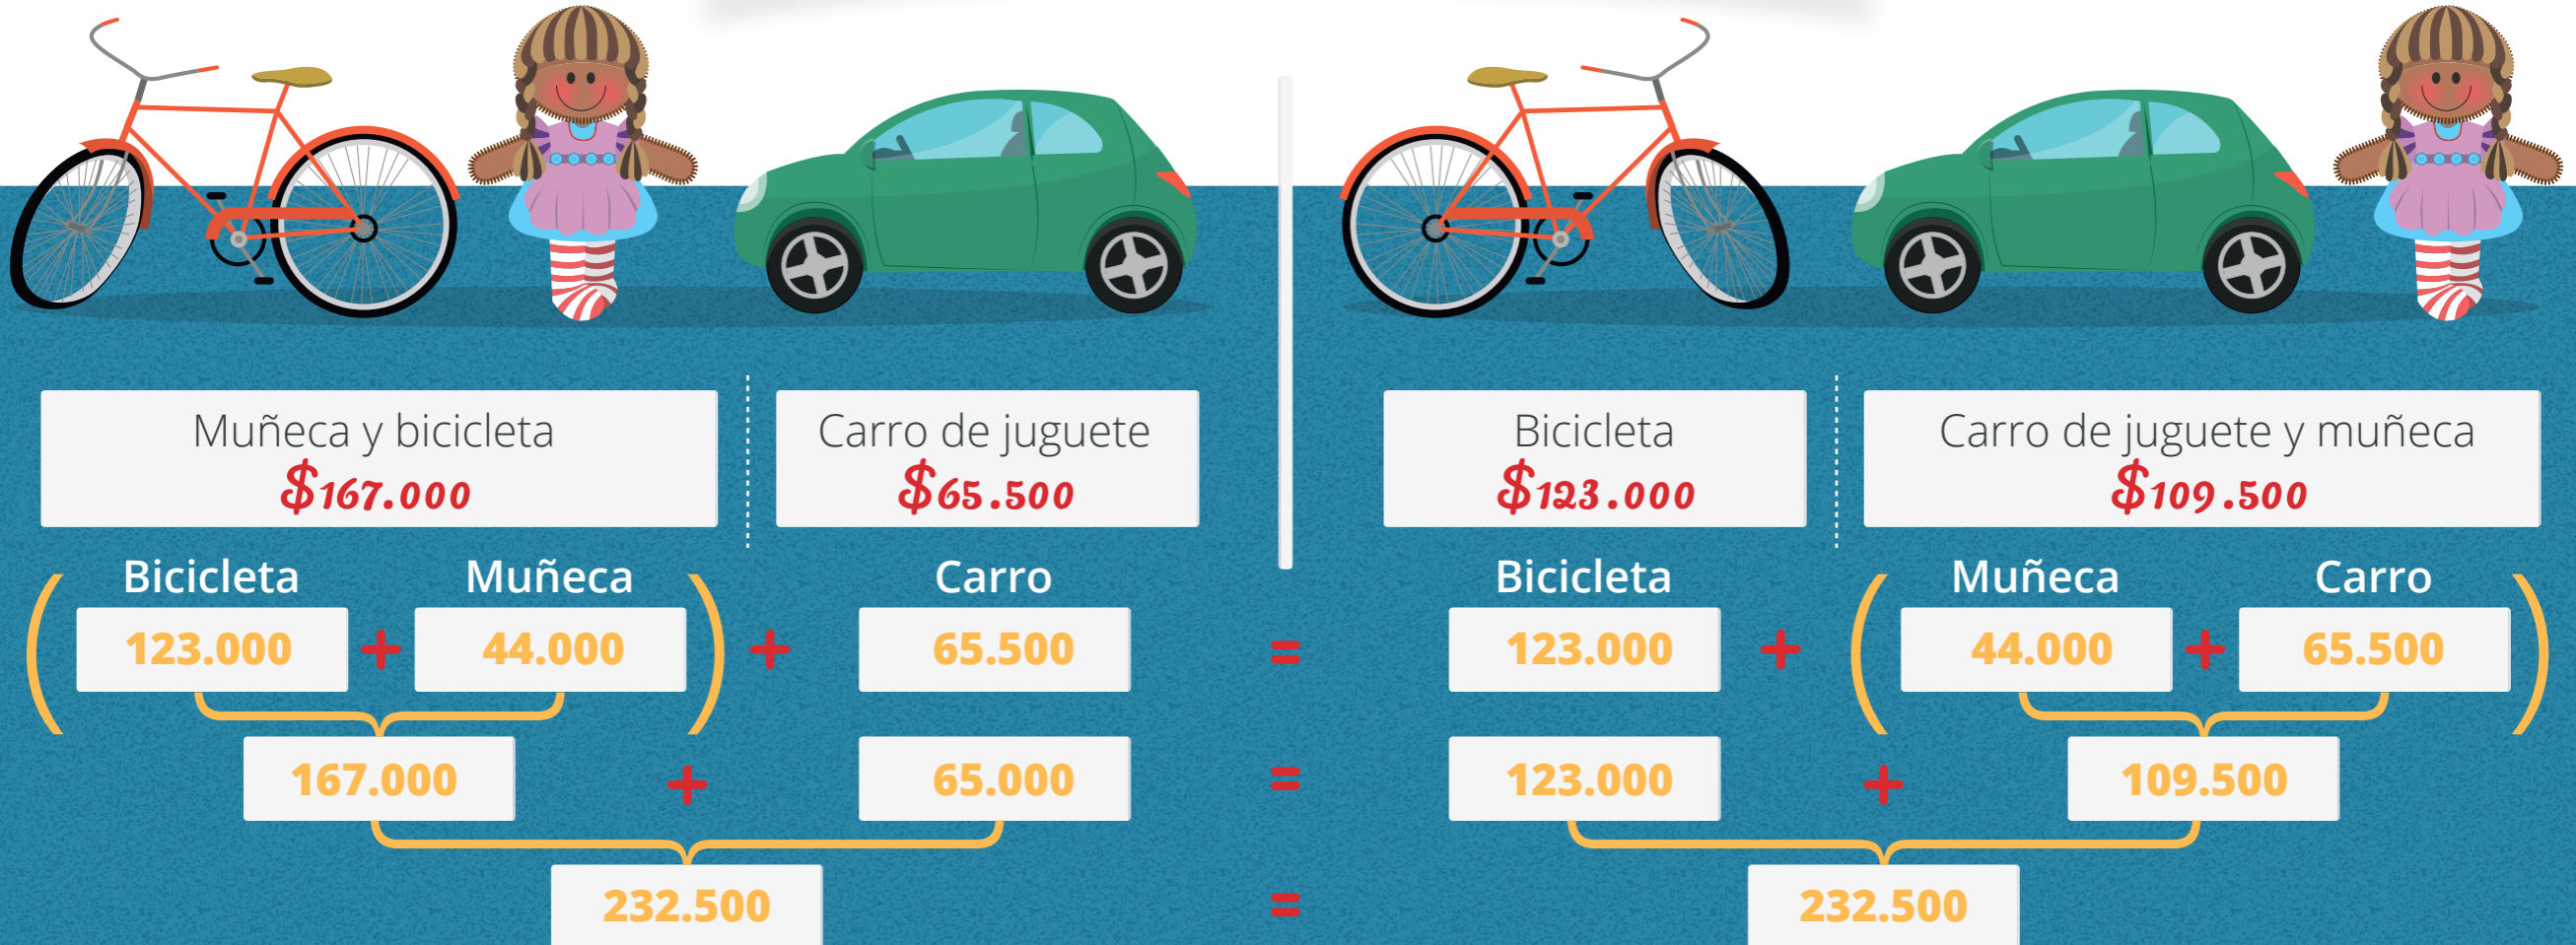 Muñeca y bicicleta
$167.000
Carro de juguete
$65.500
Bicicleta
$123.000
Carro de juguete y muñeca
$109.500
Bicicleta Muñeca Carro Bicicleta Muñeca Carro
( 123.000 + 44.000 ) + 65.500 = 123.000 + ( 44.000 + 65.500 )
167.000 + 65.000 = 123.000 + 109.500
232.500 = 232.500